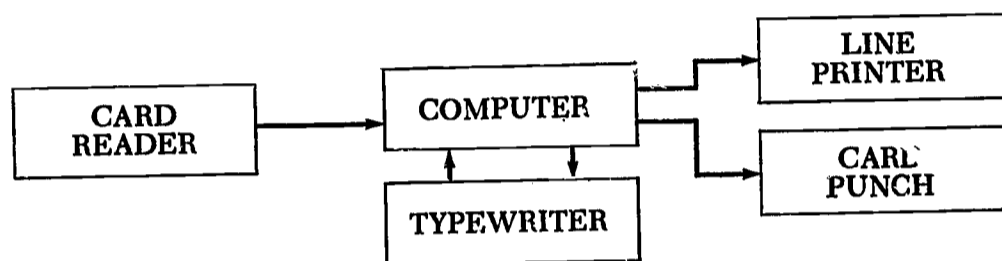 CARD
READER
COMPUTER
TYPEWRITER
LINE
PRINTER
CARD
PUNCH